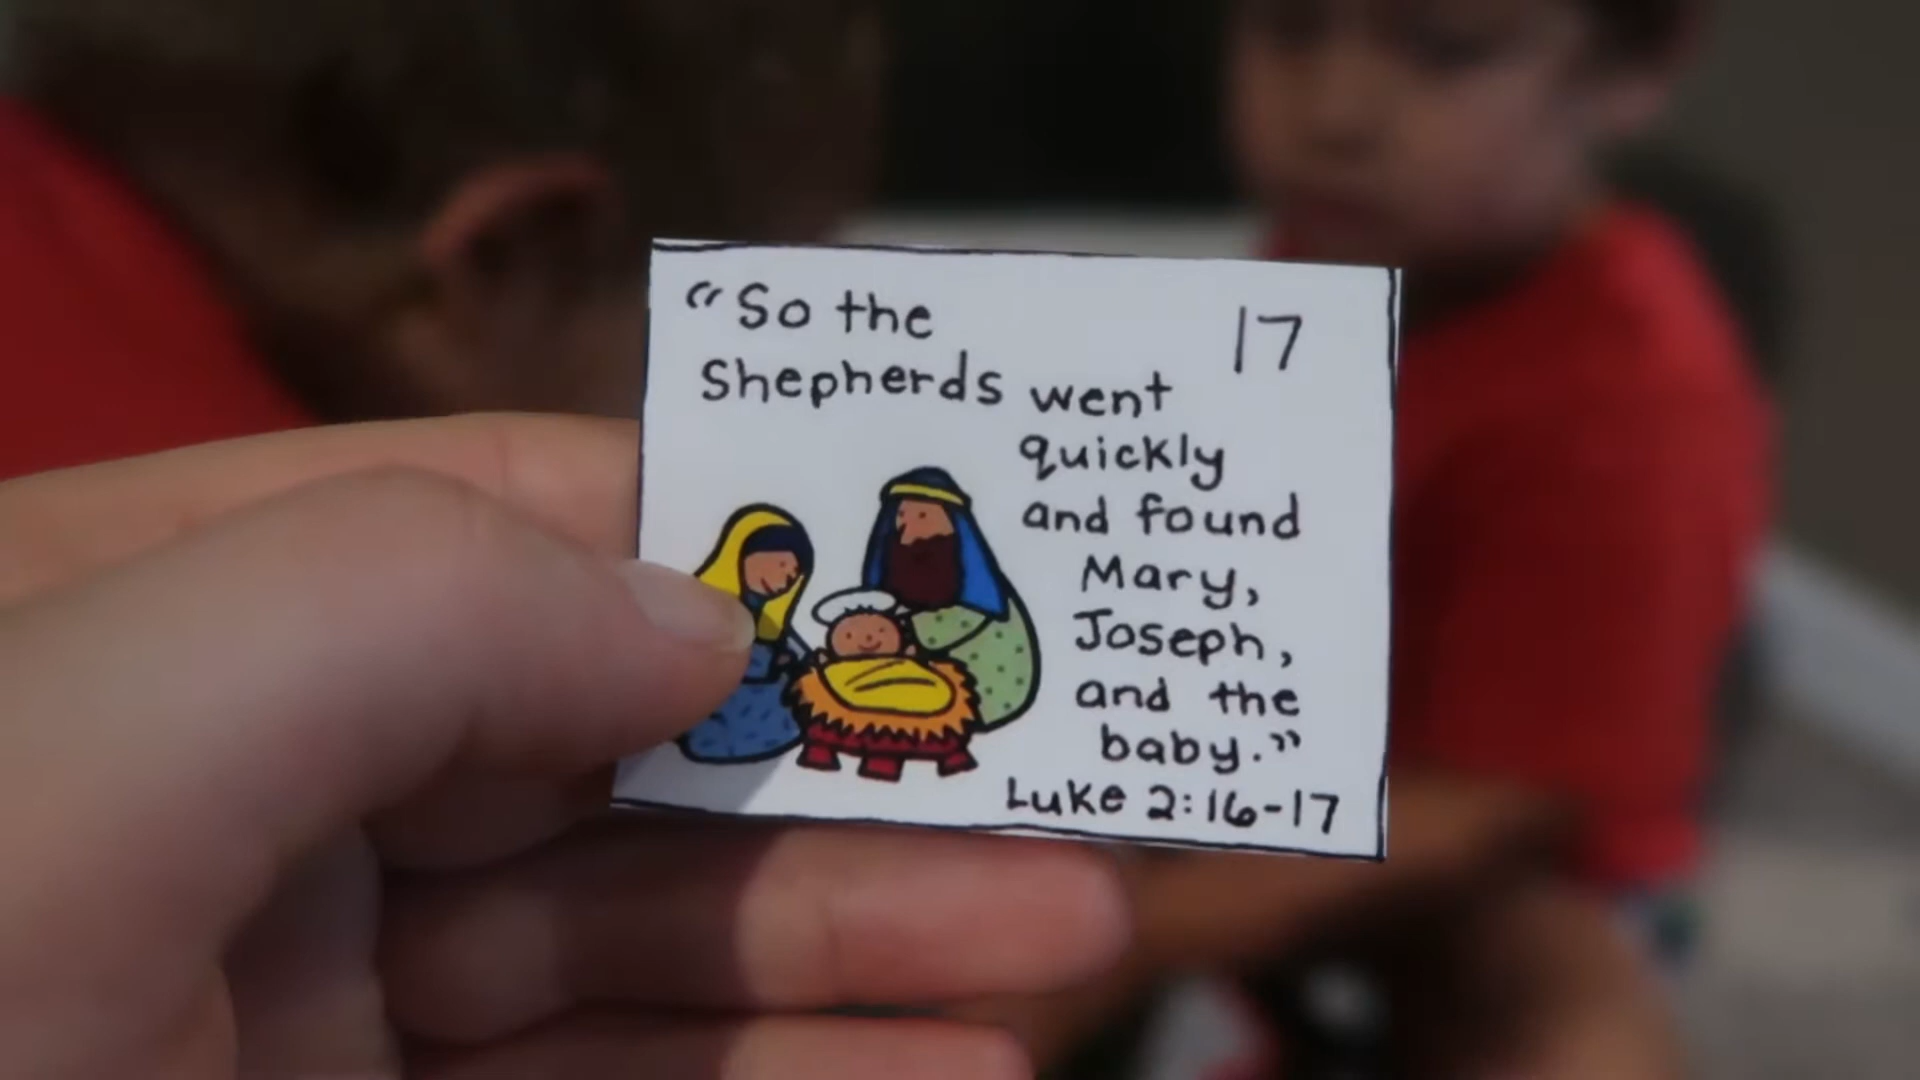 "So the
17
Shepherds went
quickly
and found
Mary,
Joseph,
and the
baby."
Luke 2:16-17